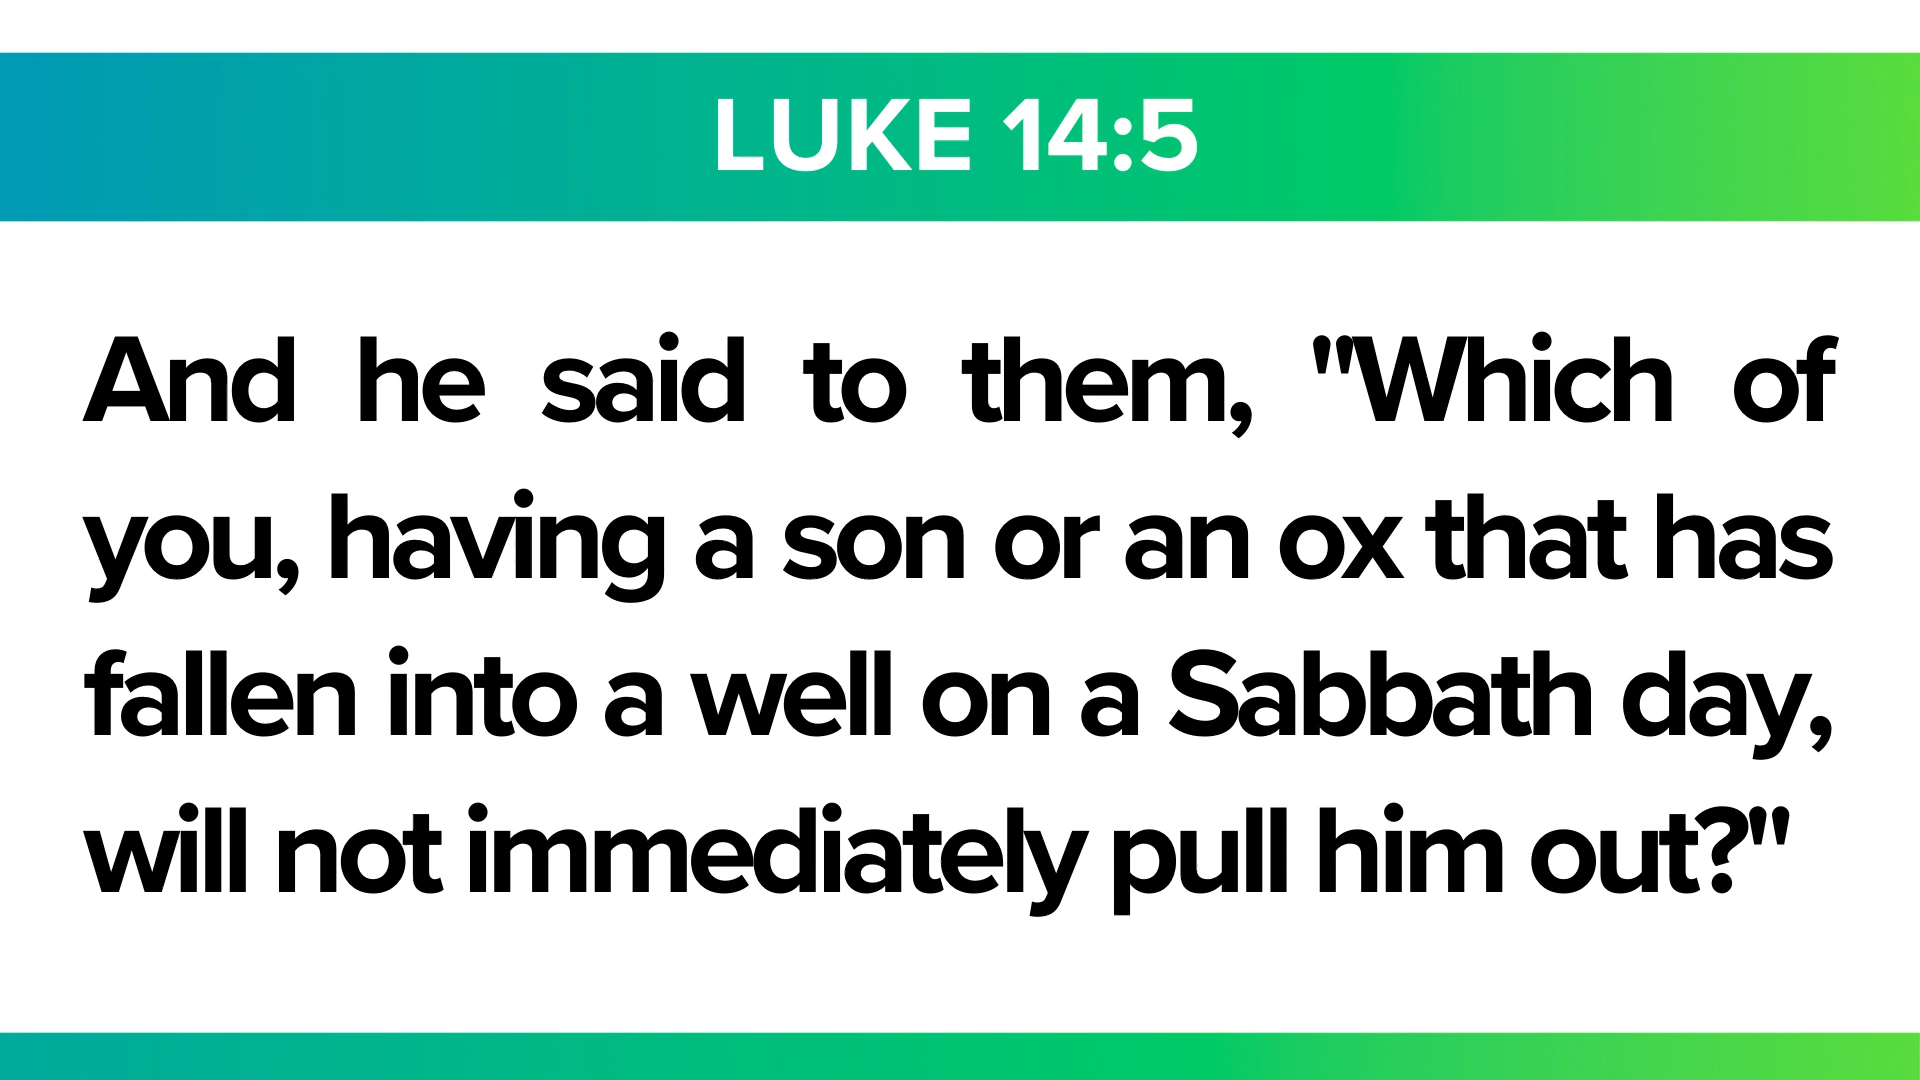 LUKE 14:5
And he said to them, "Which of
you, having a son or an ox that has
fallen into a well on a Sabbath day,
will not immediately pull him out?"